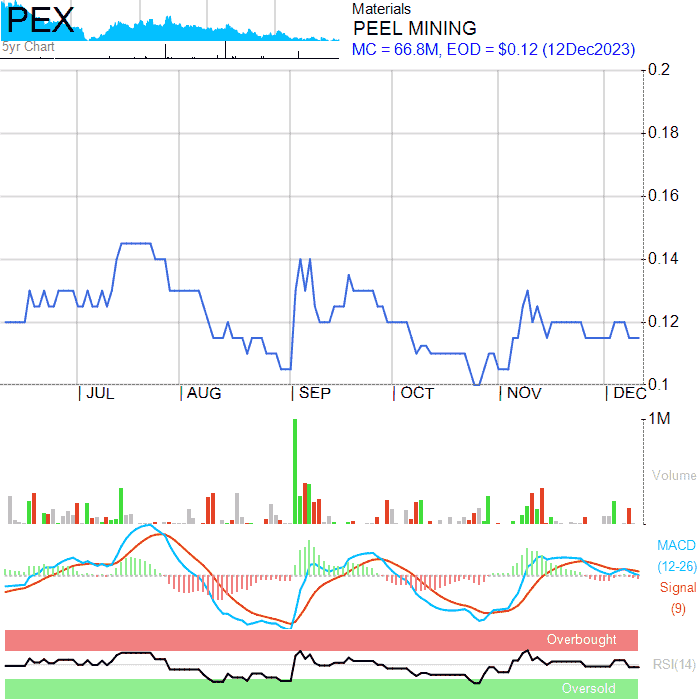 PEX
5yr Chart
Materials
PEEL MINING
MC = 66.8M, EOD = $0.12 (12Dec2023)
0.2
0.18
0.16
0.14
0.12
0.1
JUL AUG SEP OCT NOV DEC
1M
Volume
MACD
(12-26)
Signal
(9)
Overbought
RSI(14)
Oversold